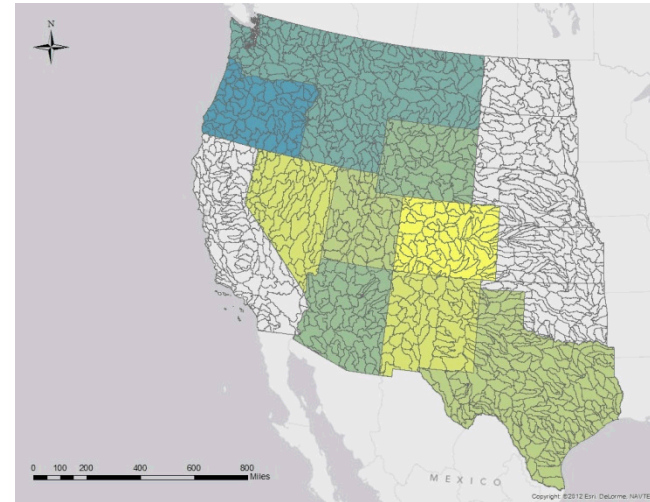 N
0 100 200 400 600 800
Miles
MEXICO
Copyright: ©2012 Esri, DeLorme, NAVTE